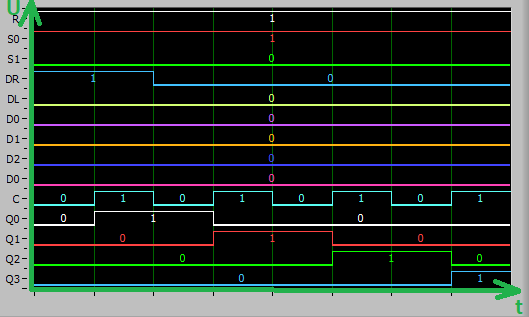 U
R 1
S0 1
S1 0
DR 1 0
DL 0
D0 0
D1 0
D2 0
D0 0
C 0 1 0 1 0 1 0 1
Q0 0 1 0
Q1 0 1 0
Q2 0 1 0
Q3 0 1
t